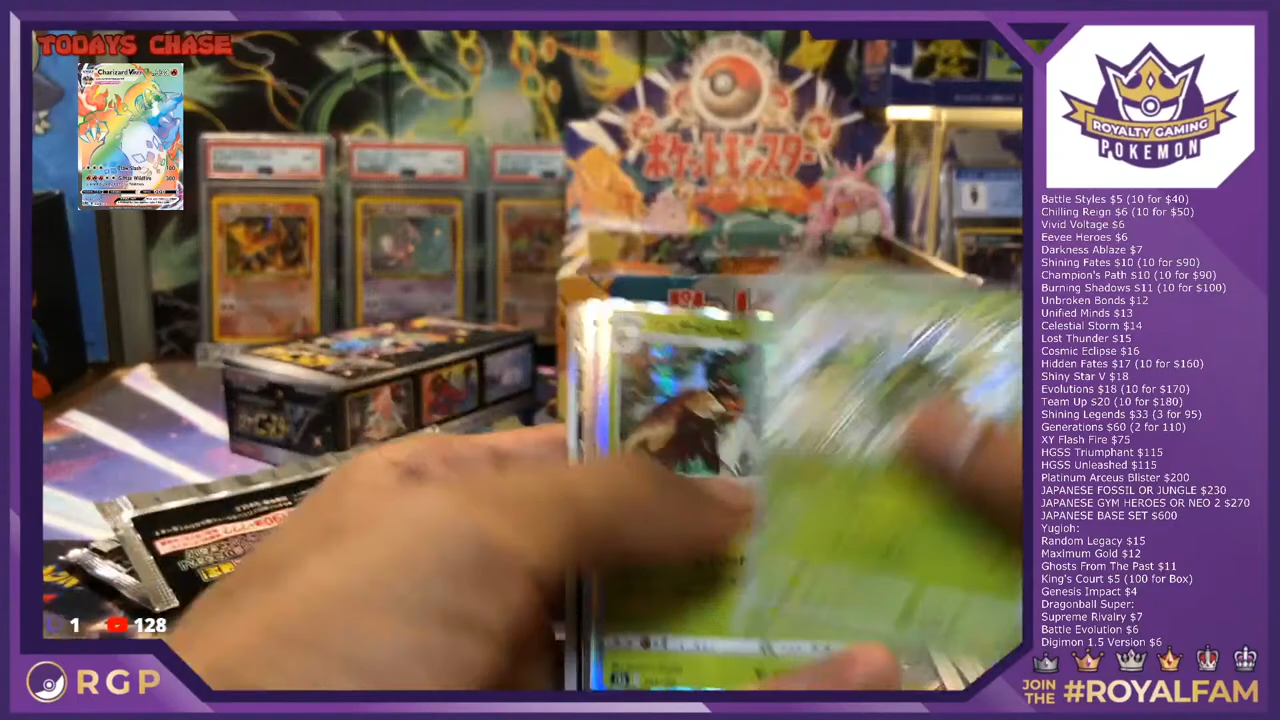 TODAYS CHASE
Charizard
Claw Slash 100
300
ポケットモンスター
ROYALTY GAMING
POKEMON
Battle Styles $5 (10 for $40)
Chilling Reign $6 (10 for $50)
Vivid Voltage $6
Eevee Heroes $6
Darkness Ablaze $7
Shining Fates $10 (10 for $90)
Champion's Path $10 (10 for $90)
Burning Shadows $11 (10 for $100)
Unbroken Bonds $12
Unified Minds $13
Celestial Storm $14
Lost Thunder $15
Cosmic Eclipse $16
Hidden Fates $17 (10 for $160)
Shiny Star V $18
Evolutions $18 (10 for $170)
Team Up $20 (10 for $180)
Shining Legends $33 (3 for 95)
Generations $60 (2 for 110)
XY Flash Fire $75
HGSS Triumphant $115
HGSS Unleashed $115
Platinum Arceus Blister $200
JAPANESE FOSSIL OR JUNGLE $230
JAPANESE GYM HEROES OR NEO 2 $270
JAPANESE BASE SET $600
Yugioh:
Random Legacy $15
Maximum Gold $12
Ghosts From The Past $11
King's Court $5 (100 for Box)
Genesis Impact $4
Dragonball Super:
Supreme Rivalry $7
Battle Evolution $6
Digimon 1.5 Version $6
1 128
RGP
JOIN THE #ROYALFAM